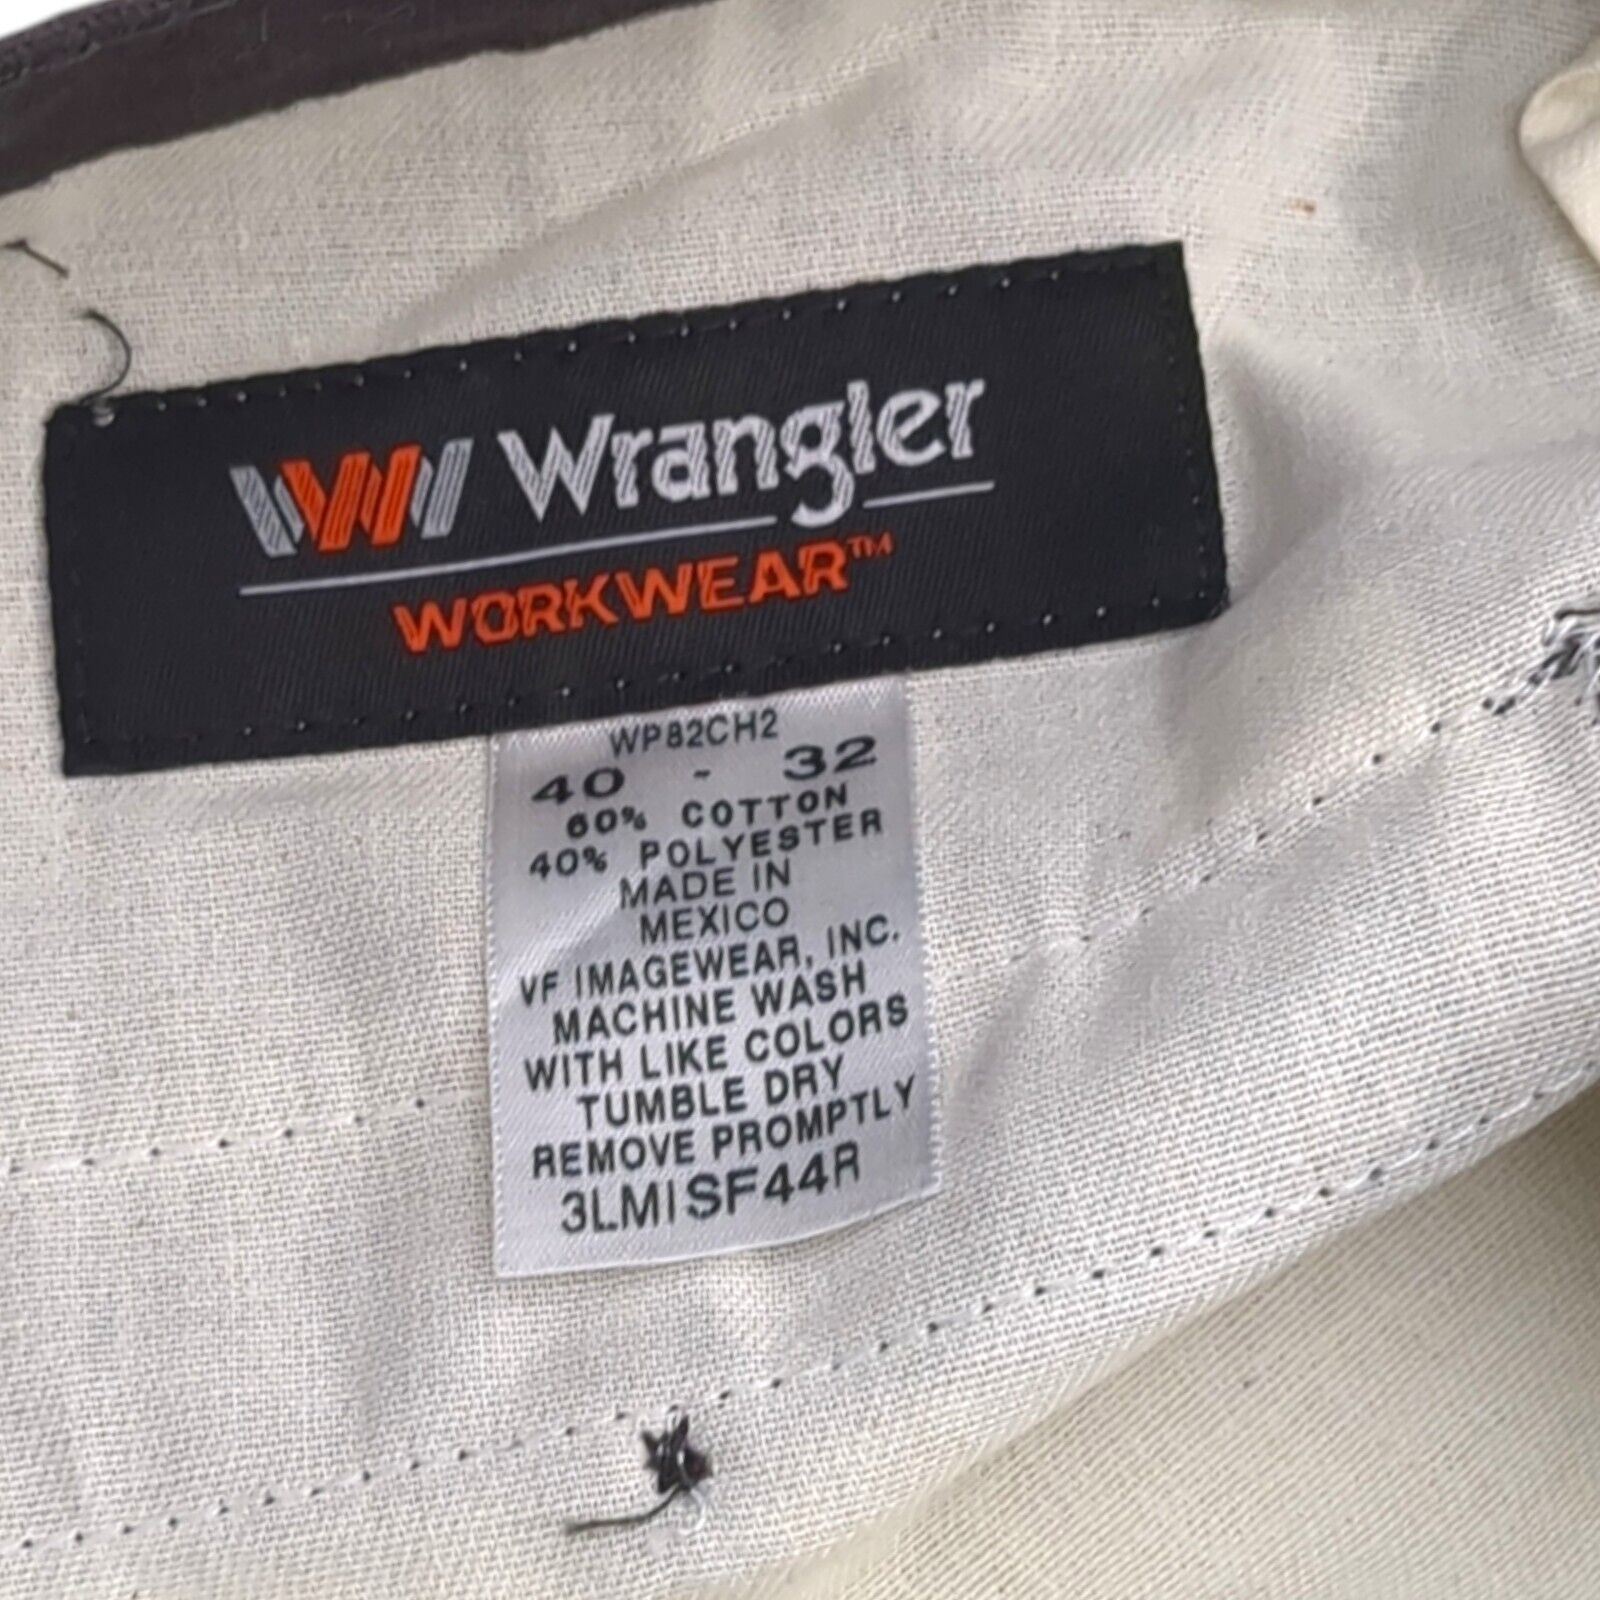 Wrangler
WORKWEAR™
WP82CH2
40 - 32
60% COTTON
40% POLYESTER
MADE IN
MEXICO
VF IMAGEWEAR, INC.
MACHINE WASH
WITH LIKE COLORS
TUMBLE DRY
REMOVE PROMPTLY
3LMISF44R